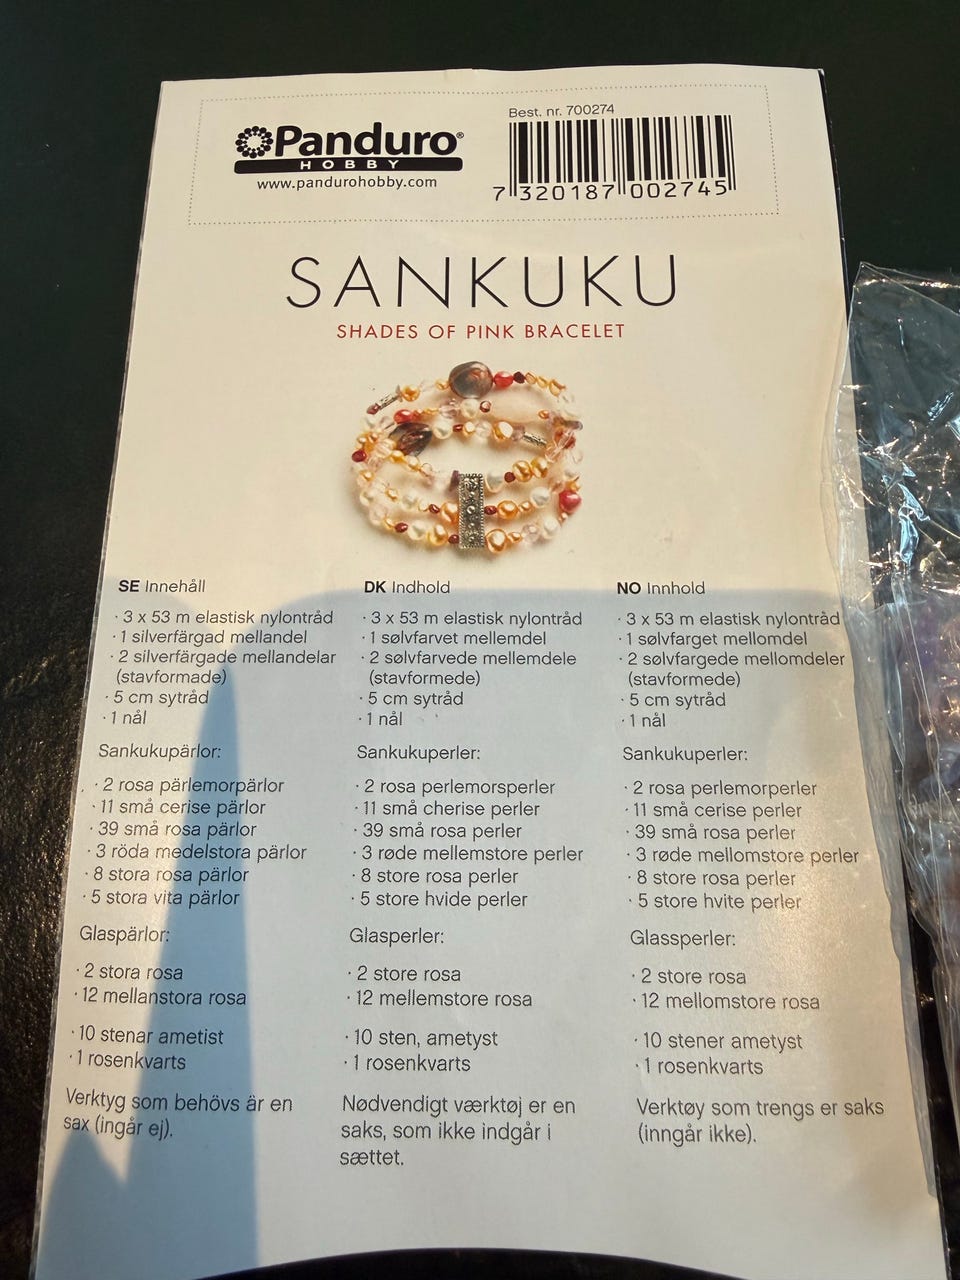 Panduro®
HOBBY
www.pandurohobby.com
Best. nr. 700274
7 320187 002745
SANKUKU
SHADES OF PINK BRACELET
SE Innehåll
· 3 x 53 m elastisk nylontråd
· 1 silverfärgad mellandel
· 2 silverfärgade mellandelar
(stavformade)
· 5 cm sytråd
· 1 nål
Sankukupärlor:
· 2 rosa pärlemorpärlor
· 11 små cerise pärlor
· 39 små rosa pärlor
· 3 röda medelstora pärlor
· 8 stora rosa pärlor
· 5 stora vita pärlor
Glaspärlor:
· 2 stora rosa
· 12 mellanstora rosa
· 10 stenar ametist
· 1 rosenkvarts
Verktyg som behövs är en
sax (ingår ej).
DK Indhold
· 3 x 53 m elastisk nylontråd
· 1 sølvfarvet mellemdel
· 2 sølvfarvede mellemdele
(stavformede)
· 5 cm sytråd
· 1 nål
Sankukuperler:
· 2 rosa perlemorsperler
· 11 små cherise perler
· 39 små rosa perler
· 3 røde mellemstore perler
· 8 store rosa perler
· 5 store hvide perler
Glasperler:
· 2 store rosa
· 12 mellemstore rosa
· 10 sten, ametyst
· 1 rosenkvarts
Nødvendigt værktøj er en
saks, som ikke indgår i
sættet.
NO Innhold
· 3 x 53 m elastisk nylontråd
· 1 sølvfarget mellomdel
· 2 sølvfargede mellomdeler
(stavformede)
· 5 cm sytråd
· 1 nål
Sankukuperler:
· 2 rosa perlemorperler
· 11 små cerise perler
· 39 små rosa perler
· 3 røde mellomstore perler
· 8 store rosa perler
· 5 store hvite perler
Glassperler:
· 2 store rosa
· 12 mellomstore rosa
· 10 stener ametyst
· 1 rosenkvarts
Verktøy som trengs er saks
(inngår ikke).